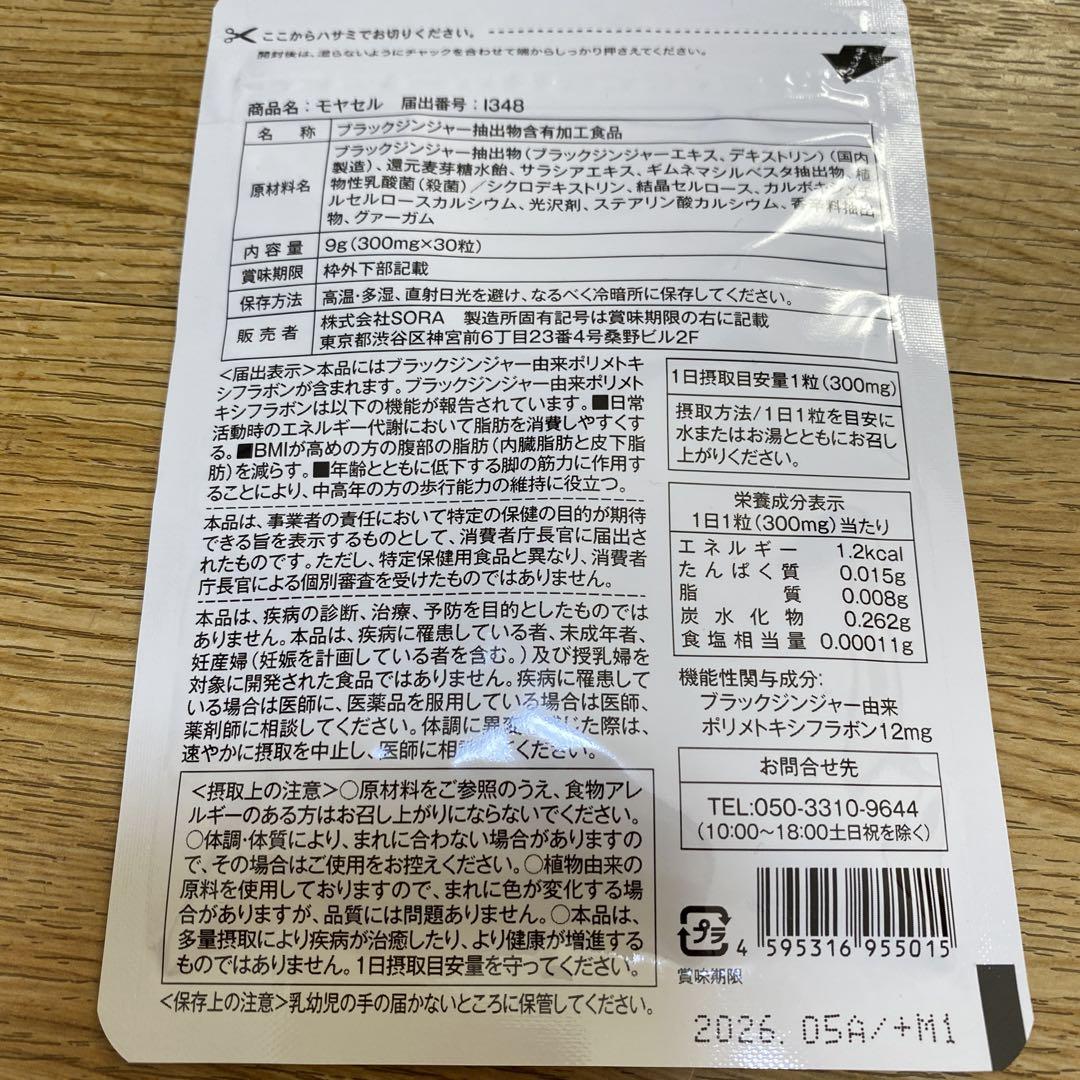 ここからハサミでお切りください。
開封後は、湿らないようにチャックを合わせて端からしっかり押さえてください。
チャック
商品名：モヤセル 届出番号：I348
名称 ブラックジンジャー抽出物含有加工食品
原材料名
ブラックジンジャー抽出物（ブラックジンジャーエキス、デキストリン）（国内
製造）、還元麦芽糖水飴、サラシアエキス、ギムネマシルベスタ抽出物、植
物性乳酸菌（殺菌）／シクロデキストリン、結晶セルロース、カルボキシメチ
ルセルロースカルシウム、光沢剤、ステアリン酸カルシウム、香辛料抽出
物、グァーガム
内容量 9g（300mg×30粒）
賞味期限 枠外下部記載
保存方法 高温・多湿、直射日光を避け、なるべく冷暗所に保存してください。
販売者
株式会社SORA 製造所固有記号は賞味期限の右に記載
東京都渋谷区神宮前6丁目23番4号桑野ビル2F
＜届出表示＞本品にはブラックジンジャー由来ポリメトキ
シフラボンが含まれます。ブラックジンジャー由来ポリメト
キシフラボンは以下の機能が報告されています。■日常
活動時のエネルギー代謝において脂肪を消費しやすくす
る。■BMIが高めの方の腹部の脂肪（内臓脂肪と皮下脂
肪）を減らす。■年齢とともに低下する脚の筋力に作用す
ることにより、中高年の方の歩行能力の維持に役立つ。
本品は、事業者の責任において特定の保健の目的が期待
できる旨を表示するものとして、消費者庁長官に届出され
たものです。ただし、特定保健用食品と異なり、消費者
庁長官による個別審査を受けたものではありません。
本品は、疾病の診断、治療、予防を目的としたものでは
ありません。本品は、疾病に罹患している者、未成年者、
妊産婦（妊娠を計画している者を含む。）及び授乳婦を
対象に開発された食品ではありません。疾病に罹患して
いる場合は医師に、医薬品を服用している場合は医師、
薬剤師に相談してください。体調に異変を感じた際は、
速やかに摂取を中止し、医師に相談してください。
＜摂取上の注意＞○原材料をご参照のうえ、食物アレ
ルギーのある方はお召し上がりにならないでください。
○体調・体質により、まれに合わない場合がありますの
で、その場合はご使用をお控えください。○植物由来の
原料を使用しておりますので、まれに色が変化する場
合がありますが、品質には問題ありません。○本品は、
多量摂取により疾病が治癒したり、より健康が増進する
ものではありません。1日摂取目安量を守ってください。
＜保存上の注意＞乳幼児の手の届かないところに保管してください。
1日摂取目安量1粒（300mg）
摂取方法/1日1粒を目安に
水またはお湯とともにお召し
上がりください。
栄養成分表示
1日1粒（300mg）当たり
エネルギー 1.2kcal
たんぱく質 0.015g
脂質 0.008g
炭水化物 0.262g
食塩相当量 0.00011g
機能性関与成分：
ブラックジンジャー由来
ポリメトキシフラボン12mg
お問合せ先
TEL:050-3310-9644
（10:00〜18:00土日祝を除く）
プラ
4 595316 955015
賞味期限
2026. 05A/+M1